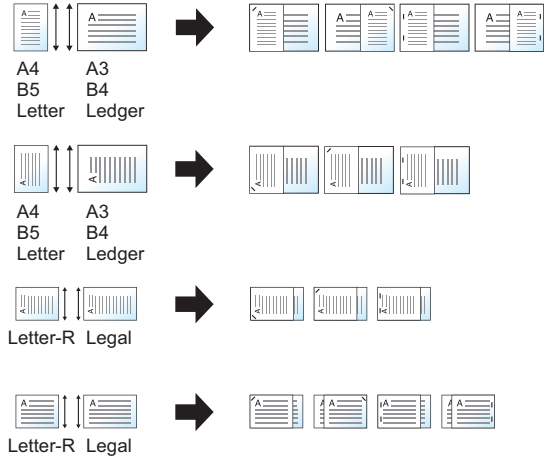 A A A A A A
A4 A3
B5 B4
Letter Ledger
A A A A A
A4 A3
B5 B4
Letter Ledger
A A A A A
Letter-R Legal
A A A A A A A A
Letter-R Legal